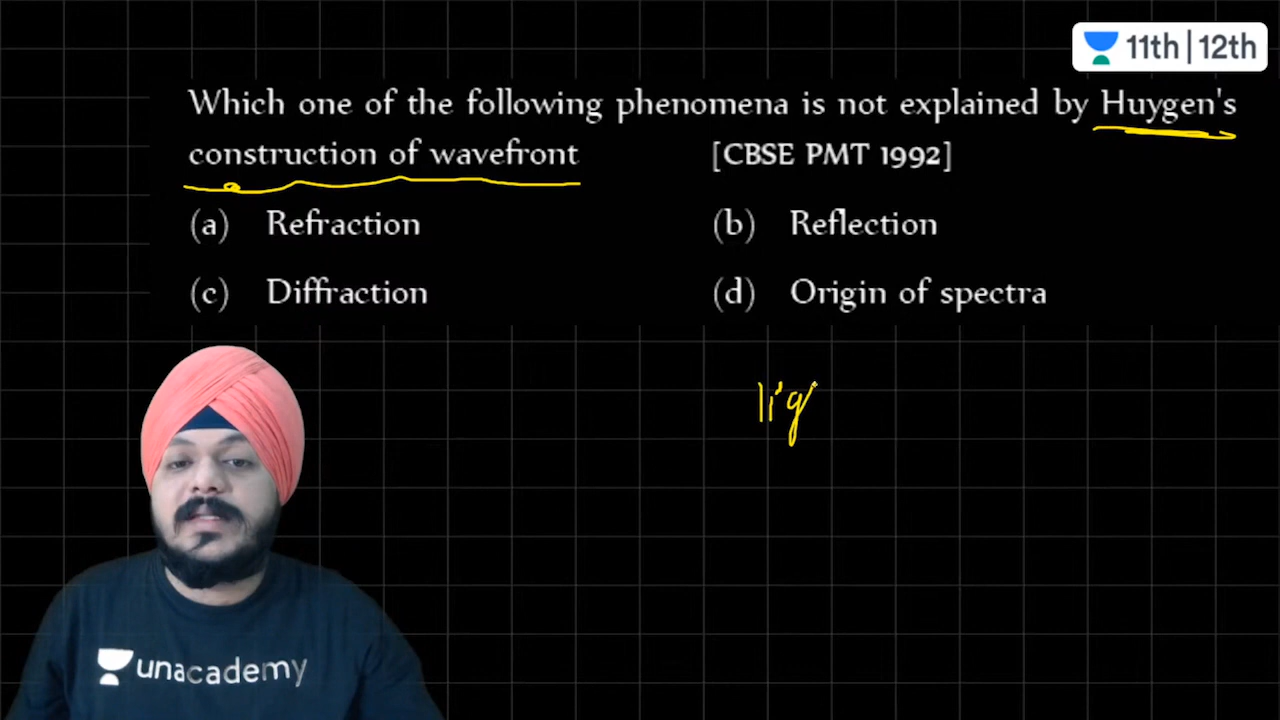 11th | 12th
Which one of the following phenomena is not explained by Huygen's
construction of wavefront [CBSE PMT 1992]
(a) Refraction (b) Reflection
(c) Diffraction (d) Origin of spectra
lig
unacademy